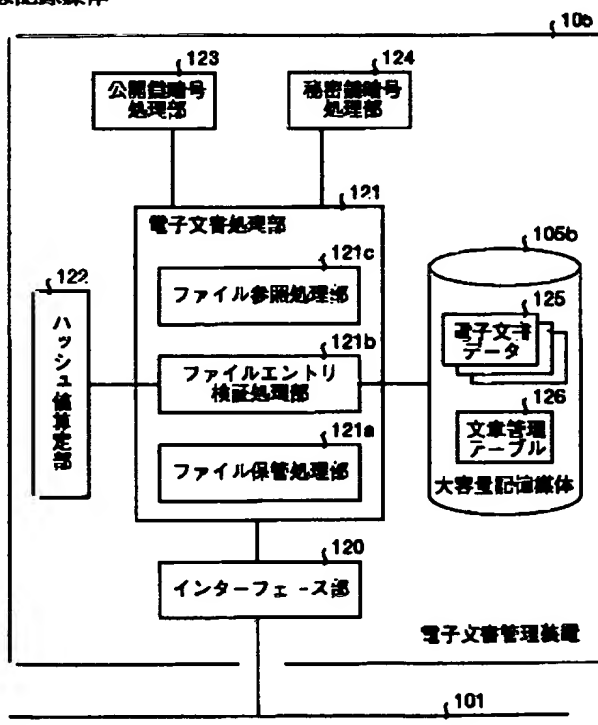 105
123
124
公開鍵暗号
処理部
秘密鍵暗号
処理部
121
電子文書処理部
121c
ファイル参照処理部
122
ハッシュ値算定部
121b
ファイルエントリ
検証処理部
121a
ファイル保管処理部
105b
125
電子文書
データ
126
文章管理
テーブル
大容量記憶媒体
120
インターフェース部
電子文書管理装置
101